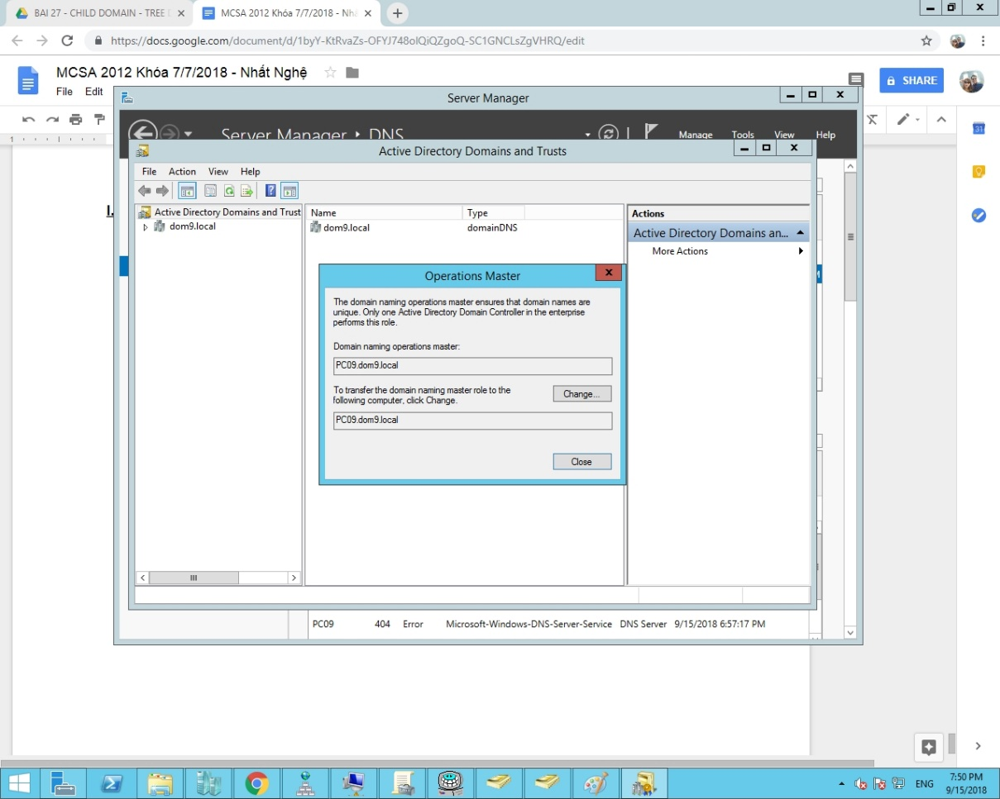 BAI 27 - CHILD DOMAIN - TREE
MCSA 2012 Khóa 7/7/2018 - Nhấ
https://docs.google.com/document/d/1byY-KtRvaZs-OFYJ748oIQiQZgoQ-SC1GNCLsZgVHRQ/edit
MCSA 2012 Khóa 7/7/2018 - Nhất Nghệ
SHARE
File Edit
Server Manager
Server Manager • DNS
Manage Tools View Help
Active Directory Domains and Trusts
File Action View Help
Active Directory Domains and Trust
dom9.local
Name Type
dom9.local domainDNS
Actions
Active Directory Domains an...
More Actions
Operations Master
The domain naming operations master ensures that domain names are
unique. Only one Active Directory Domain Controller in the enterprise
performs this role.
Domain naming operations master:
PC09.dom9.local
To transfer the domain naming master role to the
following computer, click Change.
Change...
PC09.dom9.local
Close
PC09 404 Error Microsoft-Windows-DNS-Server-Service DNS Server 9/15/2018 6:57:17 PM
1
I.
31
ENG
7:50 PM
9/15/2018